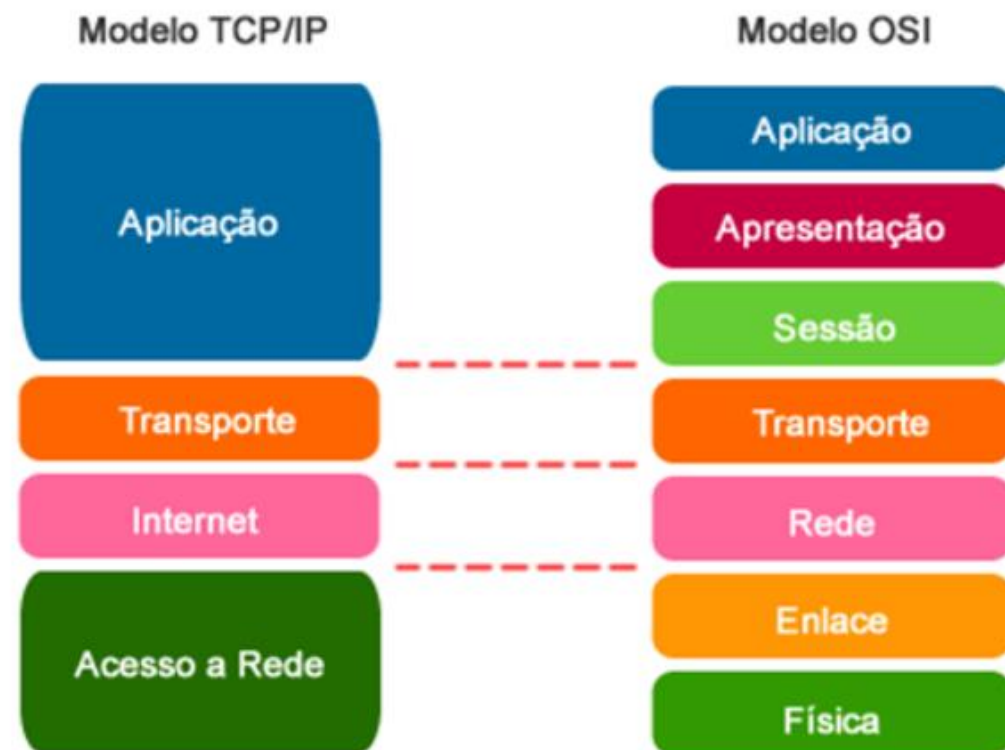 Modelo TCP/IP
Aplicação
Transporte
Internet
Acesso a Rede
Modelo OSI
Aplicação
Apresentação
Sessão
Transporte
Rede
Enlace
Física